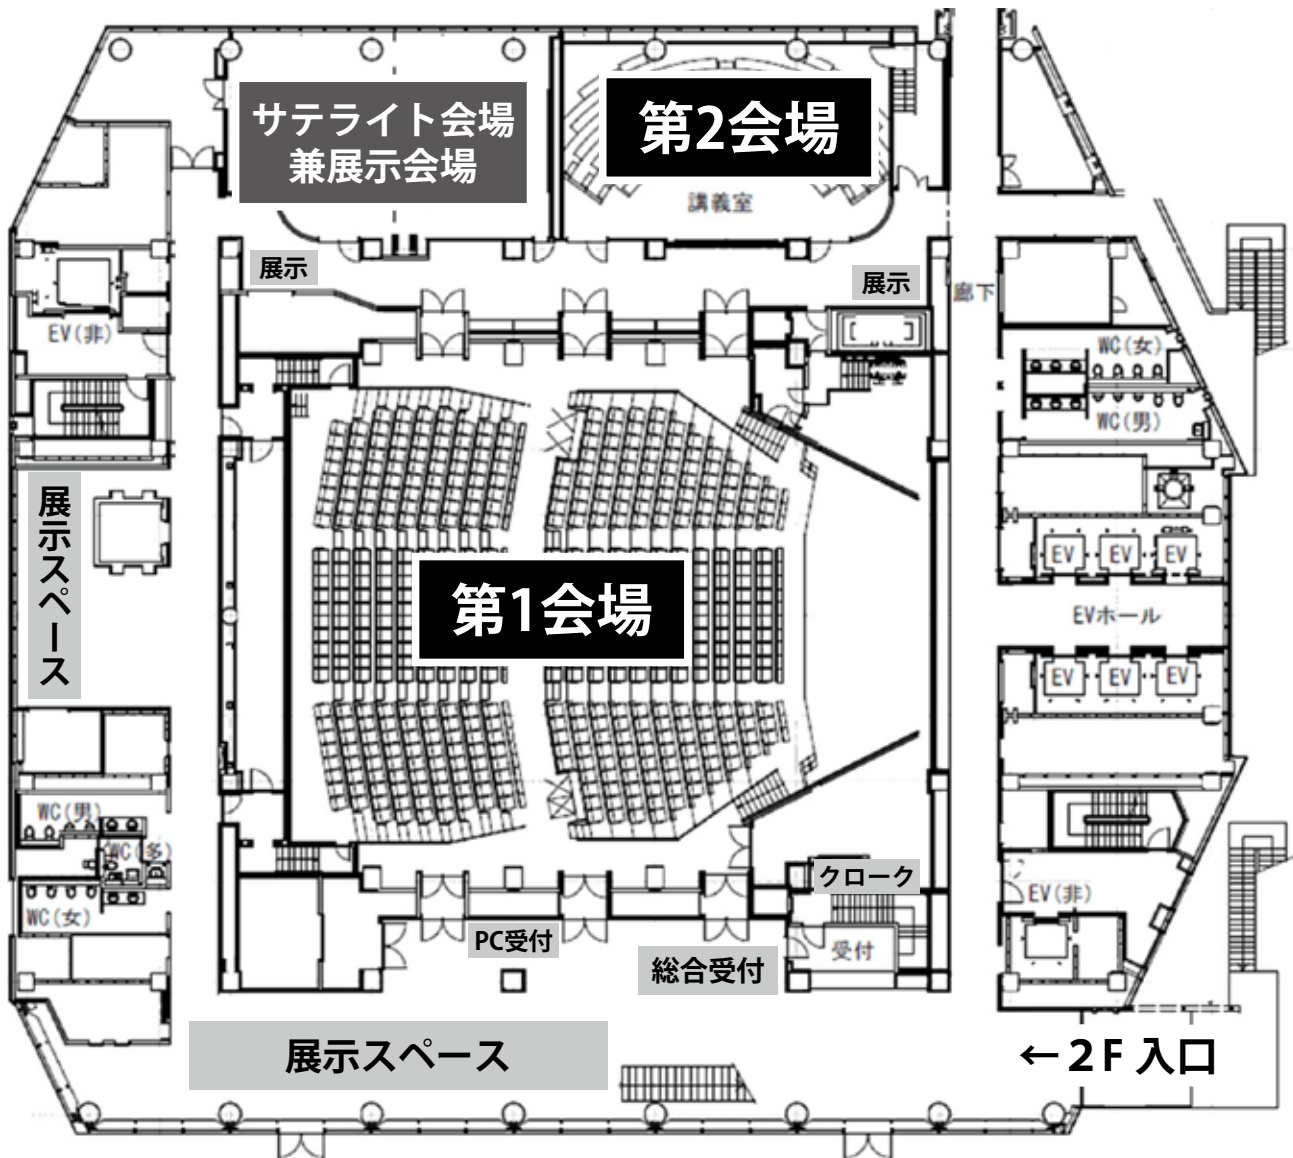 サテライト会場
兼展示会場
第2会場
講義室
展示
展示
廊下
EV(非)
WC(女)
WC(男)
展示スペース
EV
EV
EV
第1会場
EVホール
EV
EV
EV
WC(男)
WC(多)
WC(女)
クローク
EV(非)
PC受付
総合受付
受付
展示スペース
←2F 入口